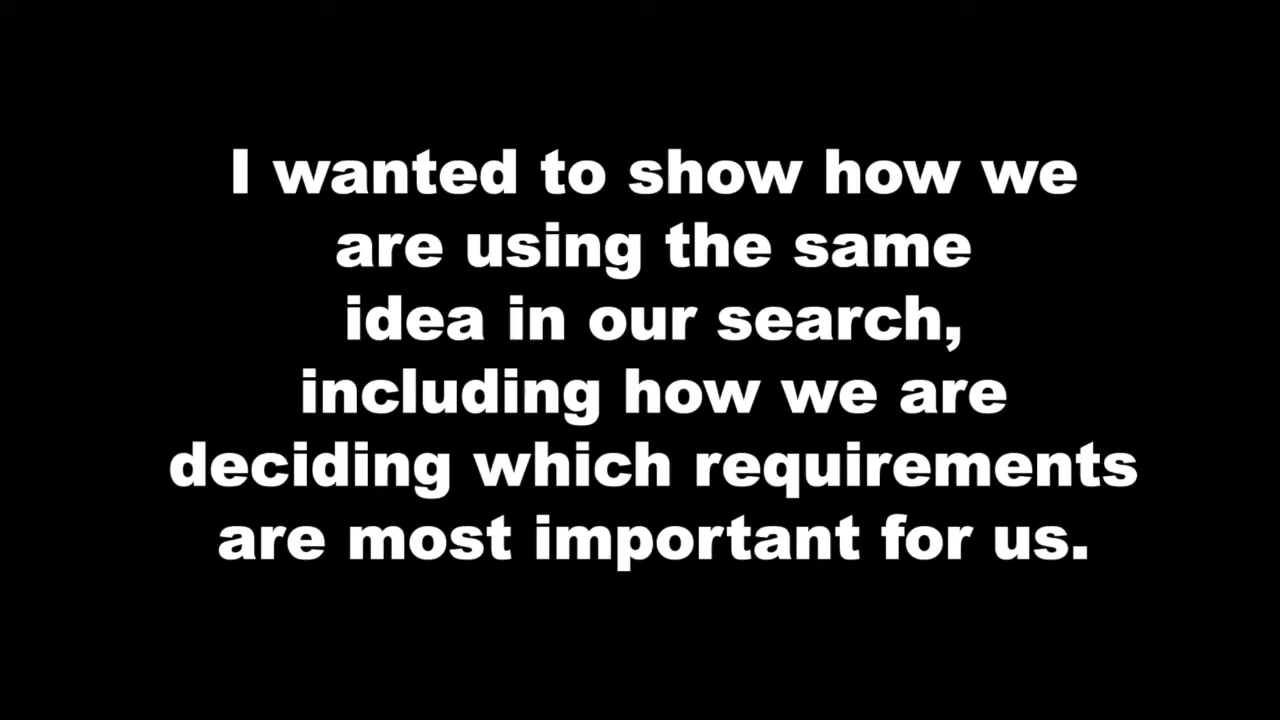 I wanted to show how we
are using the same
idea in our search,
including how we are
deciding which requirements
are most important for us.